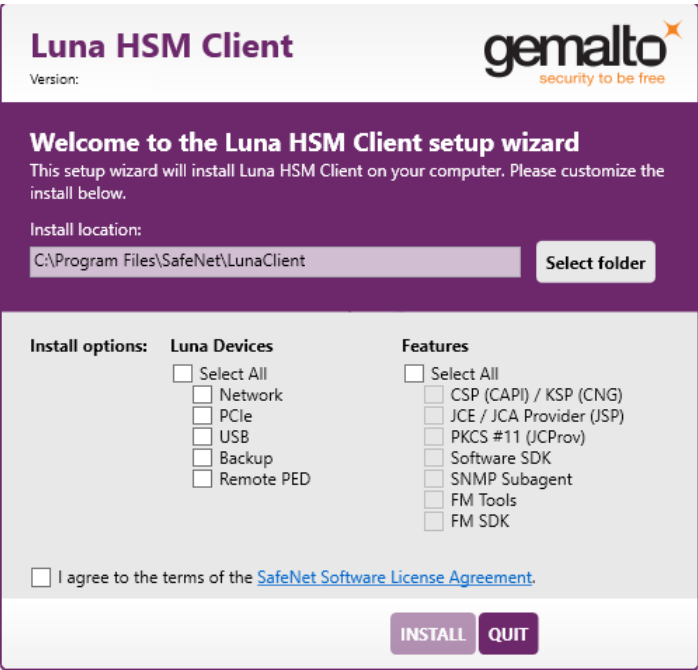 Luna HSM Client
Version:
gemalto
security to be free
Welcome to the Luna HSM Client setup wizard
This setup wizard will install Luna HSM Client on your computer. Please customize the
install below.
Install location:
C:\Program Files\SafeNet\LunaClient
Select folder
Install options:
Luna Devices
Select All
Network
PCIe
USB
Backup
Remote PED
Features
Select All
CSP (CAPI) / KSP (CNG)
JCE / JCA Provider (JSP)
PKCS #11 (JCProv)
Software SDK
SNMP Subagent
FM Tools
FM SDK
I agree to the terms of the SafeNet Software License Agreement.
INSTALL
QUIT